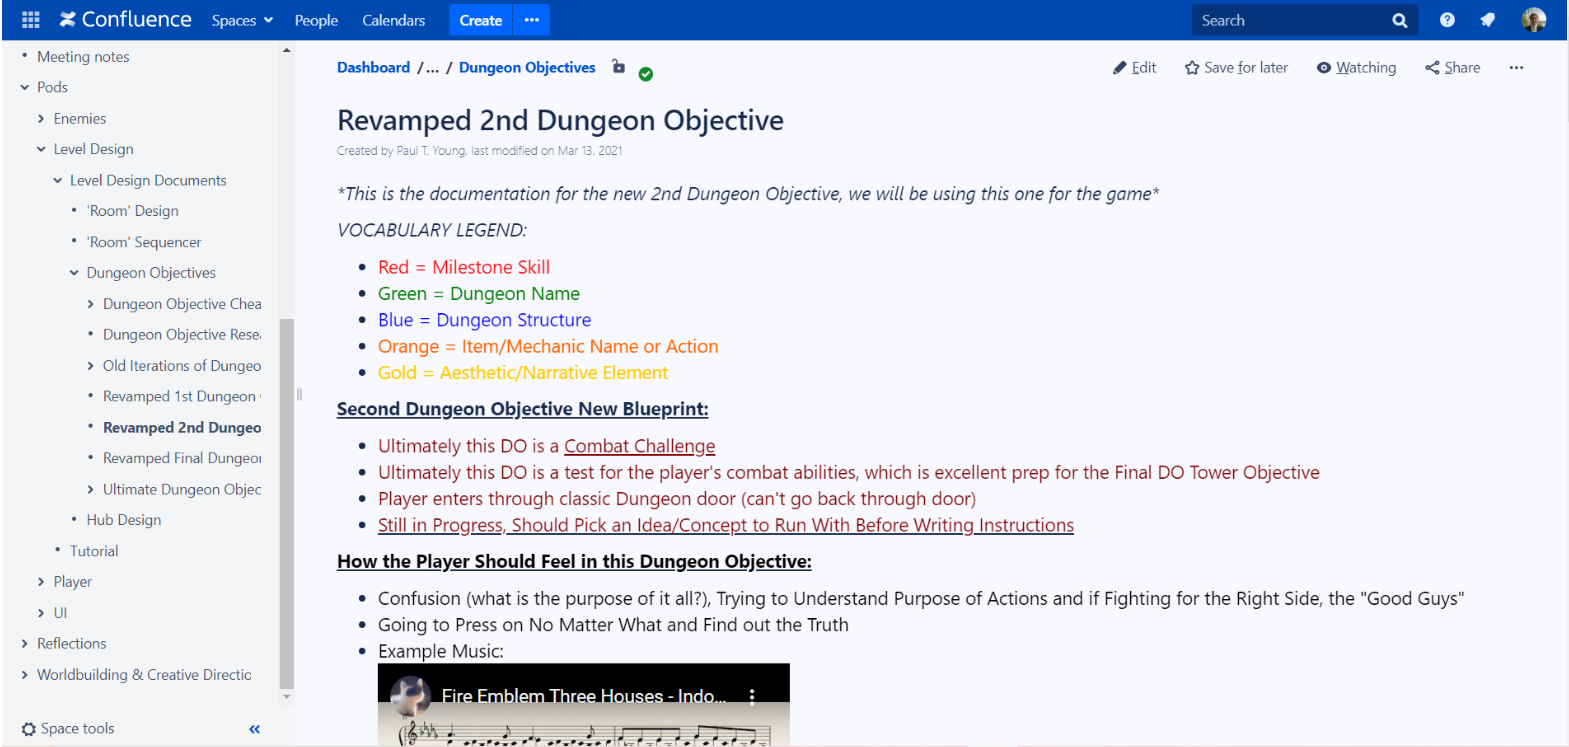 Confluence Spaces People Calendars Create ... Search
Meeting notes
Pods
Enemies
Level Design
Level Design Documents
'Room' Design
'Room' Sequencer
Dungeon Objectives
Dungeon Objective Chea
Dungeon Objective Rese
Old Iterations of Dungeo
Revamped 1st Dungeon
Revamped 2nd Dungeo
Revamped Final Dungeon
Ultimate Dungeon Objec
Hub Design
Tutorial
Player
UI
Reflections
Worldbuilding & Creative Directio
Space tools
Dashboard /... / Dungeon Objectives
Edit Save for later Watching Share ...
Revamped 2nd Dungeon Objective
Created by Paul T. Young, last modified on Mar 13, 2021
*This is the documentation for the new 2nd Dungeon Objective, we will be using this one for the game*
VOCABULARY LEGEND:
Red = Milestone Skill
Green = Dungeon Name
Blue = Dungeon Structure
Orange = Item/Mechanic Name or Action
Gold = Aesthetic/Narrative Element
Second Dungeon Objective New Blueprint:
Ultimately this DO is a Combat Challenge
Ultimately this DO is a test for the player's combat abilities, which is excellent prep for the Final DO Tower Objective
Player enters through classic Dungeon door (can't go back through door)
Still in Progress, Should Pick an Idea/Concept to Run With Before Writing Instructions
How the Player Should Feel in this Dungeon Objective:
Confusion (what is the purpose of it all?), Trying to Understand Purpose of Actions and if Fighting for the Right Side, the "Good Guys"
Going to Press on No Matter What and Find out the Truth
Example Music:
Fire Emblem Three Houses - Indo...